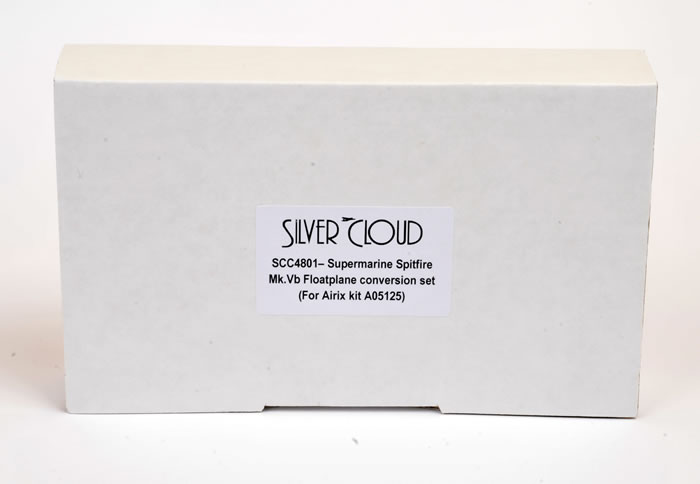 SILVER CLOUD
SCC4801– Supermarine Spitfire
Mk.Vb Floatplane conversion set
(For Airix kit A05125)